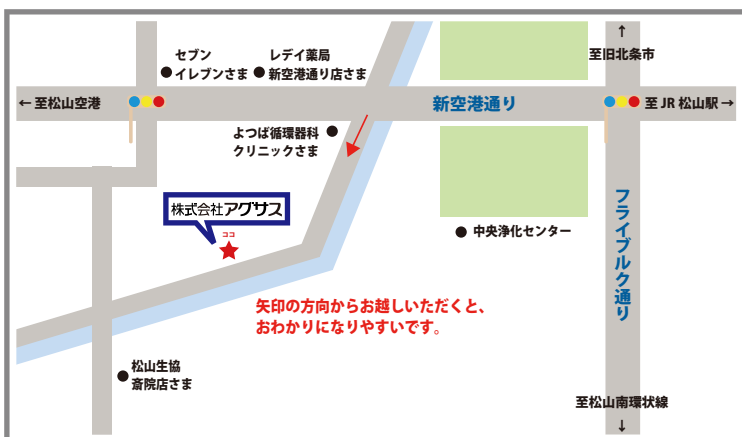 セブン
イレブンさま
レデイ薬局
新空港通り店さま
↑
至旧北条市
← 至松山空港
新空港通り
至 JR 松山駅 →
よつば循環器科
クリニックさま
株式会社アグサス
ココ
フライブルク通り
中央浄化センター
矢印の方向からお越しいただくと、
おわかりになりやすいです。
松山生協
斎院店さま
至松山南環状線
↓